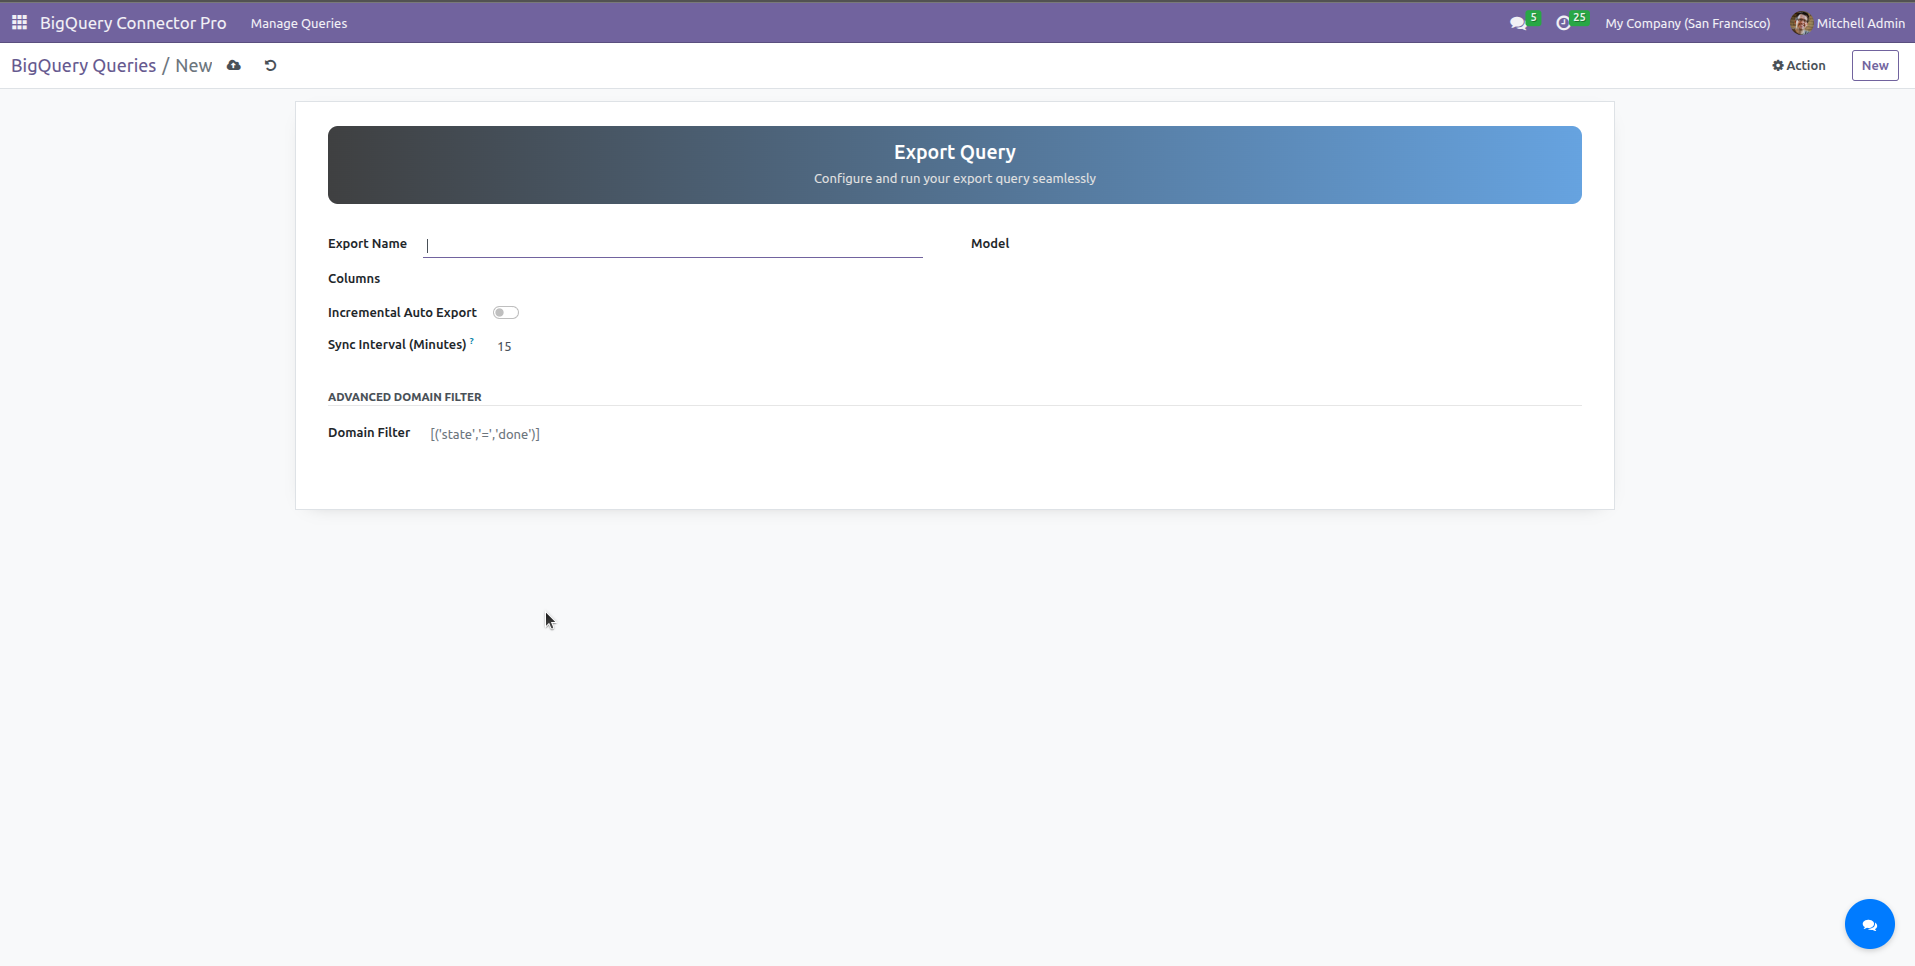 BigQuery Connector Pro Manage Queries 5 25 My Company (San Francisco) Mitchell Admin
BigQuery Queries / New Action New
Export Query
Configure and run your export query seamlessly
Export Name Model
Columns
Incremental Auto Export
Sync Interval (Minutes) ? 15
ADVANCED DOMAIN FILTER
Domain Filter [('state','=','done')]